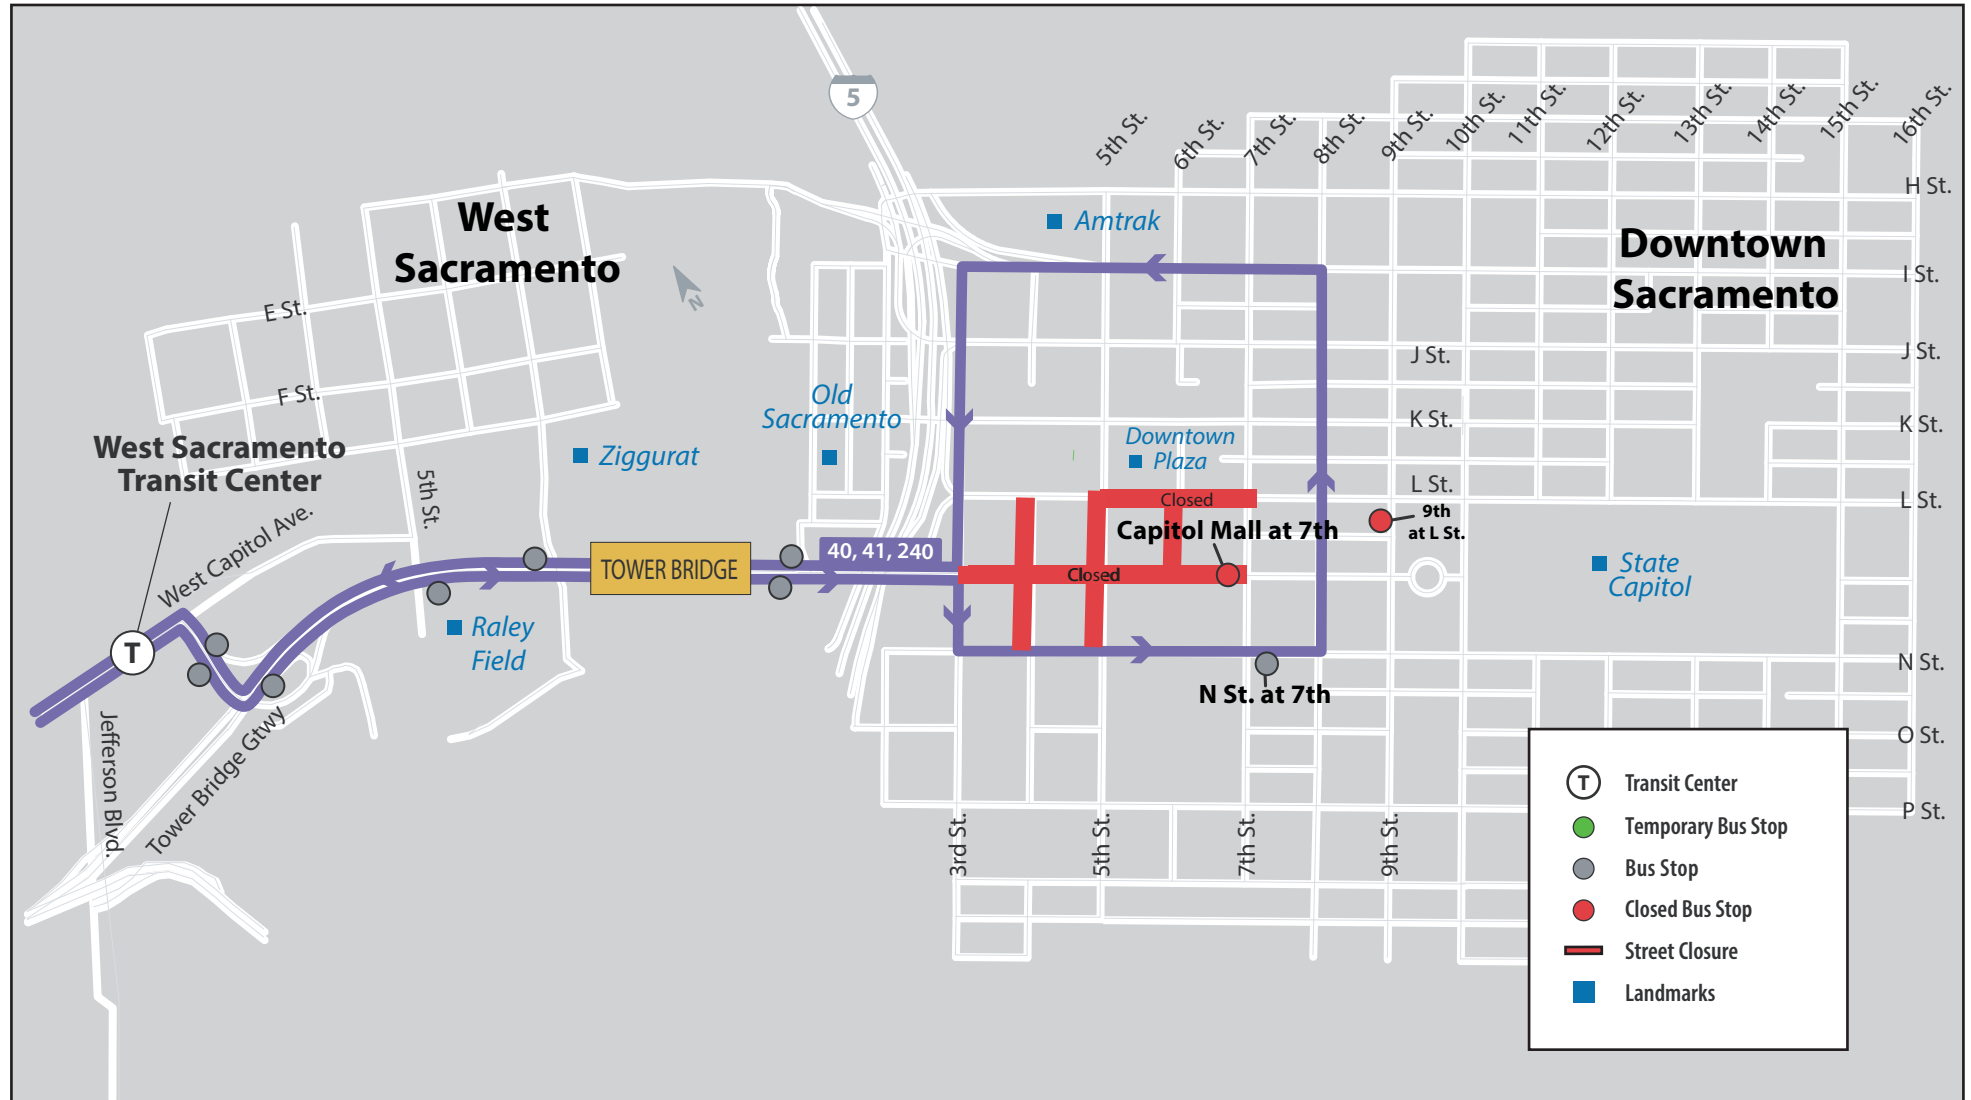 5
5th St.
6th St.
7th St.
8th St.
9th St.
10th St.
11th St.
12th St.
13th St.
14th St.
15th St.
16th St.
H St.
Amtrak
West
Sacramento
Downtown
Sacramento
I St.
N
E St.
J St.
J St.
F St.
Old
Sacramento
K St.
K St.
West Sacramento
Transit Center
Ziggurat
Downtown
Plaza
5th St.
L St.
L St.
Closed
9th
at L St.
West Capitol Ave.
Capitol Mall at 7th
40, 41, 240
TOWER BRIDGE
Closed
State
Capitol
T
Raley
Field
N St.
N St. at 7th
Jefferson Blvd.
Tower Bridge Gtwy
O St.
P St.
3rd St.
5th St.
7th St.
9th St.
T
Transit Center
Temporary Bus Stop
Bus Stop
Closed Bus Stop
Street Closure
Landmarks